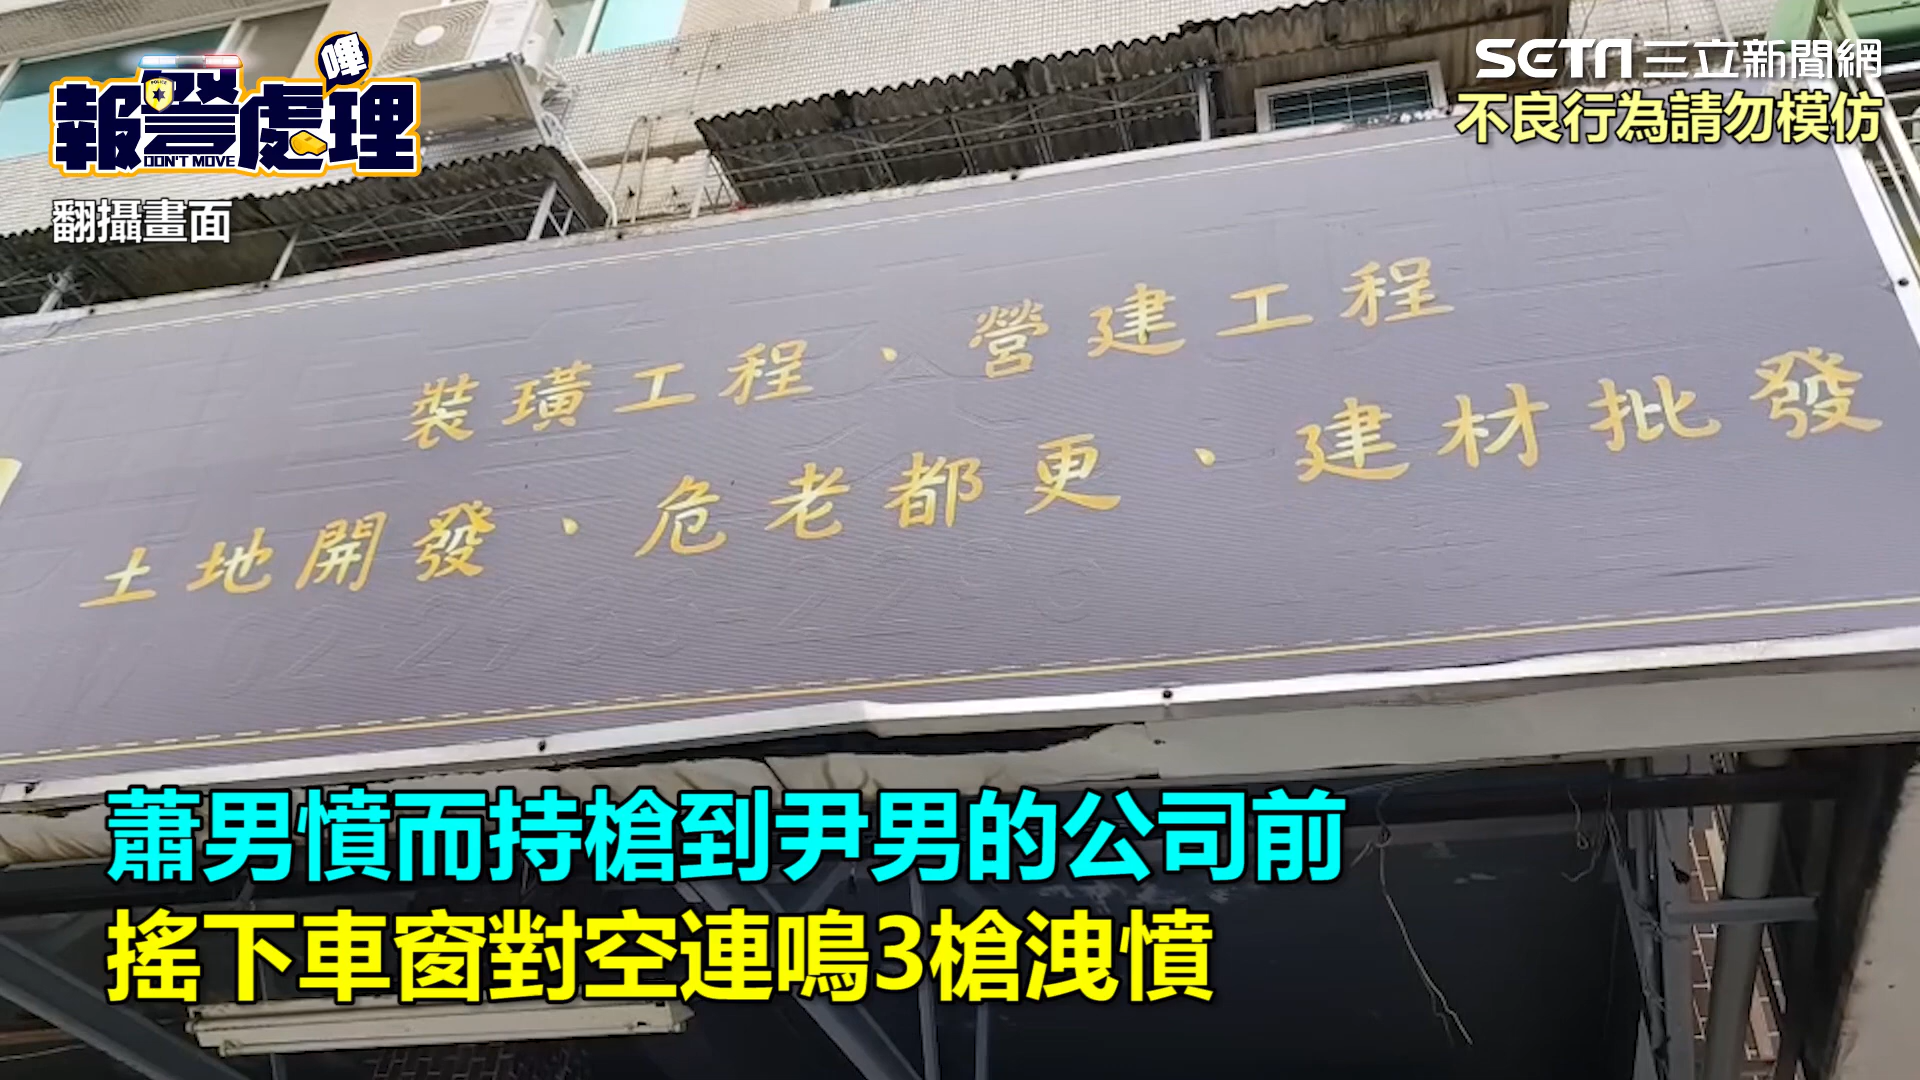 嗶
報警處理
DON'T MOVE
SETN三立新聞網
不良行為請勿模仿
翻攝畫面
裝璜工程、營建工程
土地開發、危老都更、建材批發
蕭男憤而持槍到尹男的公司前
搖下車窗對空連鳴3槍洩憤